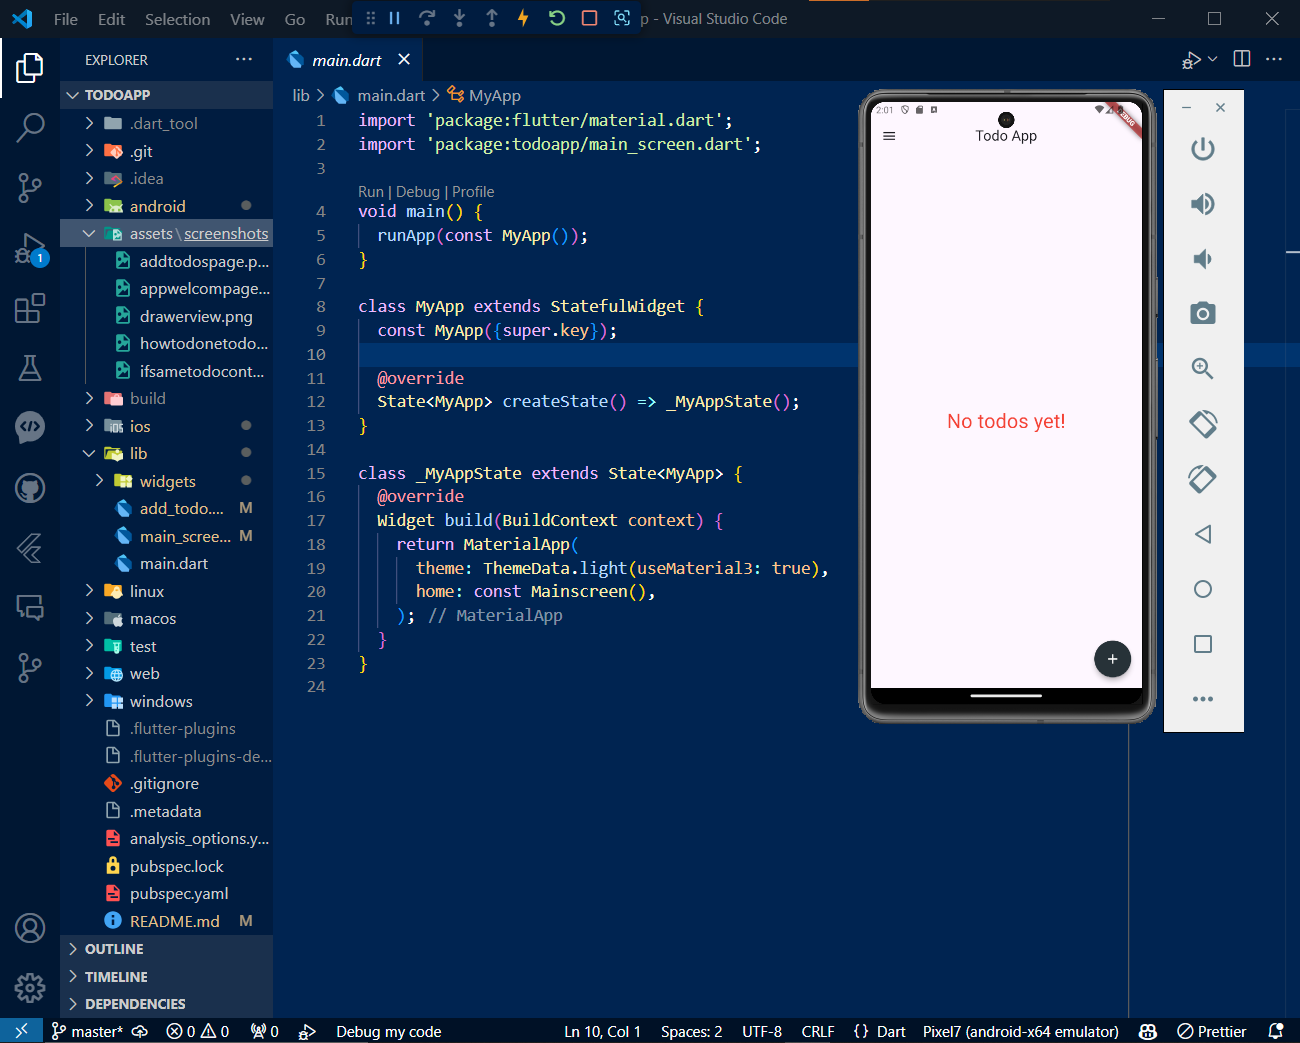 File Edit Selection View Go Run p - Visual Studio Code
EXPLORER
TODOAPP
.dart_tool
.git
.idea
android
assets\screenshots
addtodospage.p...
appwelcompage...
drawerview.png
howtodonetodo...
ifsametodocont...
build
ios
lib
widgets
add_todo.... M
main_scree... M
main.dart
linux
macos
test
web
windows
.flutter-plugins
.flutter-plugins-de...
.gitignore
.metadata
analysis_options.y...
pubspec.lock
pubspec.yaml
README.md M
OUTLINE
TIMELINE
DEPENDENCIES
1
main.dart
lib > main.dart > MyApp
1 import 'package:flutter/material.dart';
2 import 'package:todoapp/main_screen.dart';
3
Run | Debug | Profile
4 void main() {
5 runApp(const MyApp());
6 }
7
8 class MyApp extends StatefulWidget {
9 const MyApp({super.key});
10
11 @override
12 State<MyApp> createState() => _MyAppState();
13 }
14
15 class _MyAppState extends State<MyApp> {
16 @override
17 Widget build(BuildContext context) {
18 return MaterialApp(
19 theme: ThemeData.light(useMaterial3: true),
20 home: const Mainscreen(),
21 ); // MaterialApp
22 }
23 }
24
2:01
Todo App
No todos yet!
master* 0 0 0 Debug my code Ln 10, Col 1 Spaces: 2 UTF-8 CRLF {} Dart Pixel7 (android-x64 emulator) Prettier